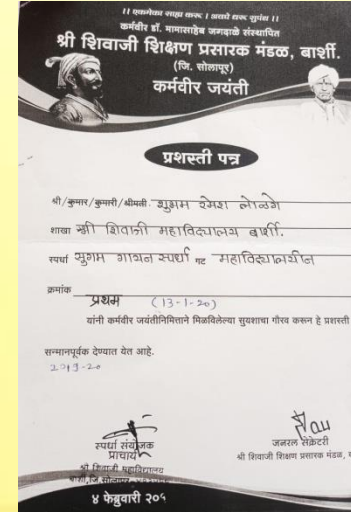 ।। एकमेका साह्य करू । अवघे धरू सुपंथ ।।
कर्मवीर डॉ. मामासाहेब जगदाळे संस्थापित
श्री शिवाजी शिक्षण प्रसारक मंडळ, बार्शी.
(जि. सोलापूर)
कर्मवीर जयंती
प्रशस्ती पत्र
श्री/कुमार/कुमारी/श्रीमती. शुभम रमेश लोळगे
शाखा श्री शिवाजी महाविद्यालय बार्शी.
स्पर्धा सुगम गायन स्पर्धा गट महाविद्यालयीन
क्रमांक प्रथम (13-1-20)
यांनी कर्मवीर जयंतीनिमित्ताने मिळविलेल्या सुयशाचा गौरव करून हे प्रशस्ती
सन्मानपूर्वक देण्यात येत आहे.
2019-20
स्पर्धा संयोजक
प्राचार्य
श्री शिवाजी महाविद्यालय
जनरल सेक्रेटरी
श्री शिवाजी शिक्षण प्रसारक मंडळ,
४ फेब्रुवारी